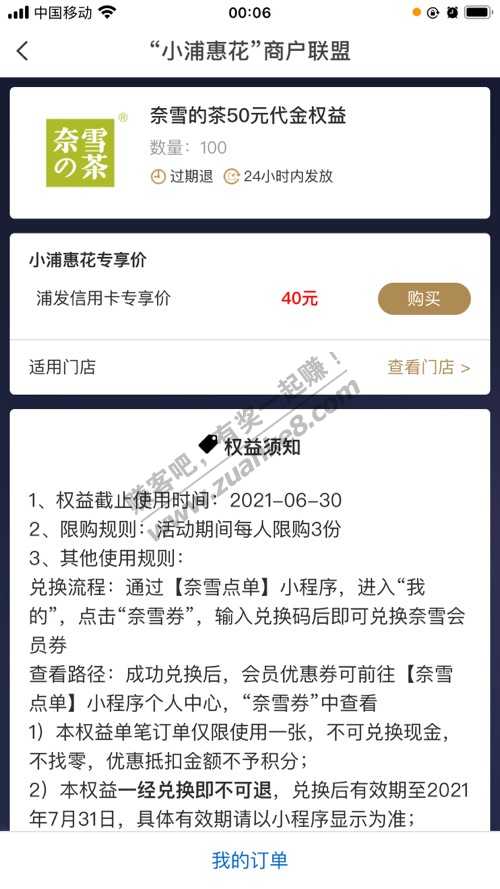 中国移动
00:06
“小浦惠花”商户联盟
奈雪の茶®
奈雪的茶50元代金权益
数量：100
过期退 24小时内发放
小浦惠花专享价
浦发信用卡专享价 40元 购买
适用门店 查看门店 >
权益须知
赚客吧，有奖一起赚！
www.zuanke8.com
1、权益截止使用时间：2021-06-30
2、限购规则：活动期间每人限购3份
3、其他使用规则：
兑换流程：通过【奈雪点单】小程序，进入“我
的”，点击“奈雪券”，输入兑换码后即可兑换奈雪会
员券
查看路径：成功兑换后，会员优惠券可前往【奈雪
点单】小程序个人中心，“奈雪券”中查看
1）本权益单笔订单仅限使用一张，不可兑换现金，
不找零，优惠抵扣金额不予积分；
2）本权益一经兑换即不可退，兑换后有效期至2021
年7月31日，具体有效期请以小程序显示为准；
我的订单